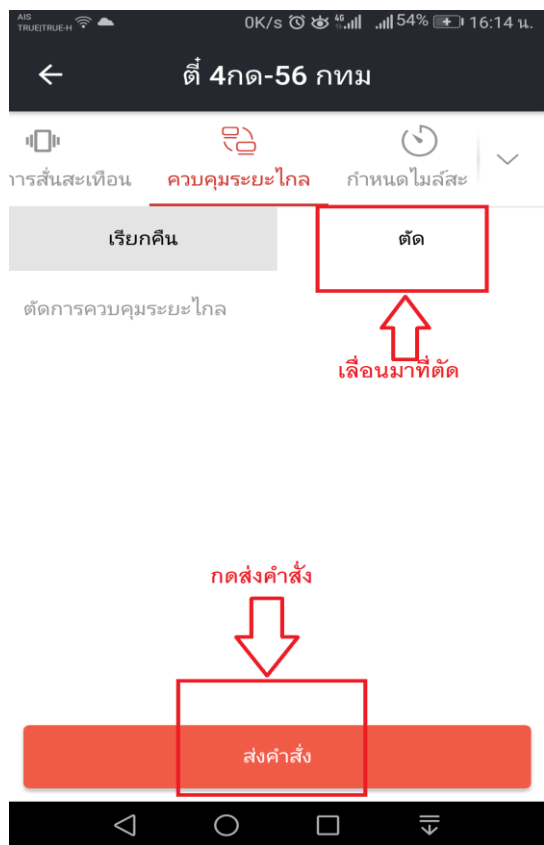 AIS
TRUE|TRUE-H
0K/s 46 54% 16:14 น.
ตี๋ 4กด-56 กทม
การสั่นสะเทือน ควบคุมระยะไกล กำหนดไมล์สะ
เรียกคืน ตัด
ตัดการควบคุมระยะไกล
เลื่อนมาที่ตัด
กดส่งคำสั่ง
ส่งคำสั่ง